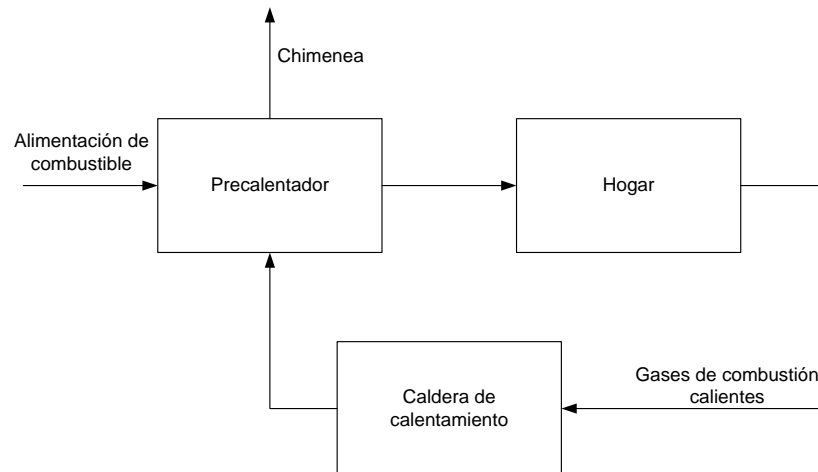 Chimenea
Alimentación de
combustible
Precalentador
Hogar
Gases de combustión
calientes
Caldera de
calentamiento